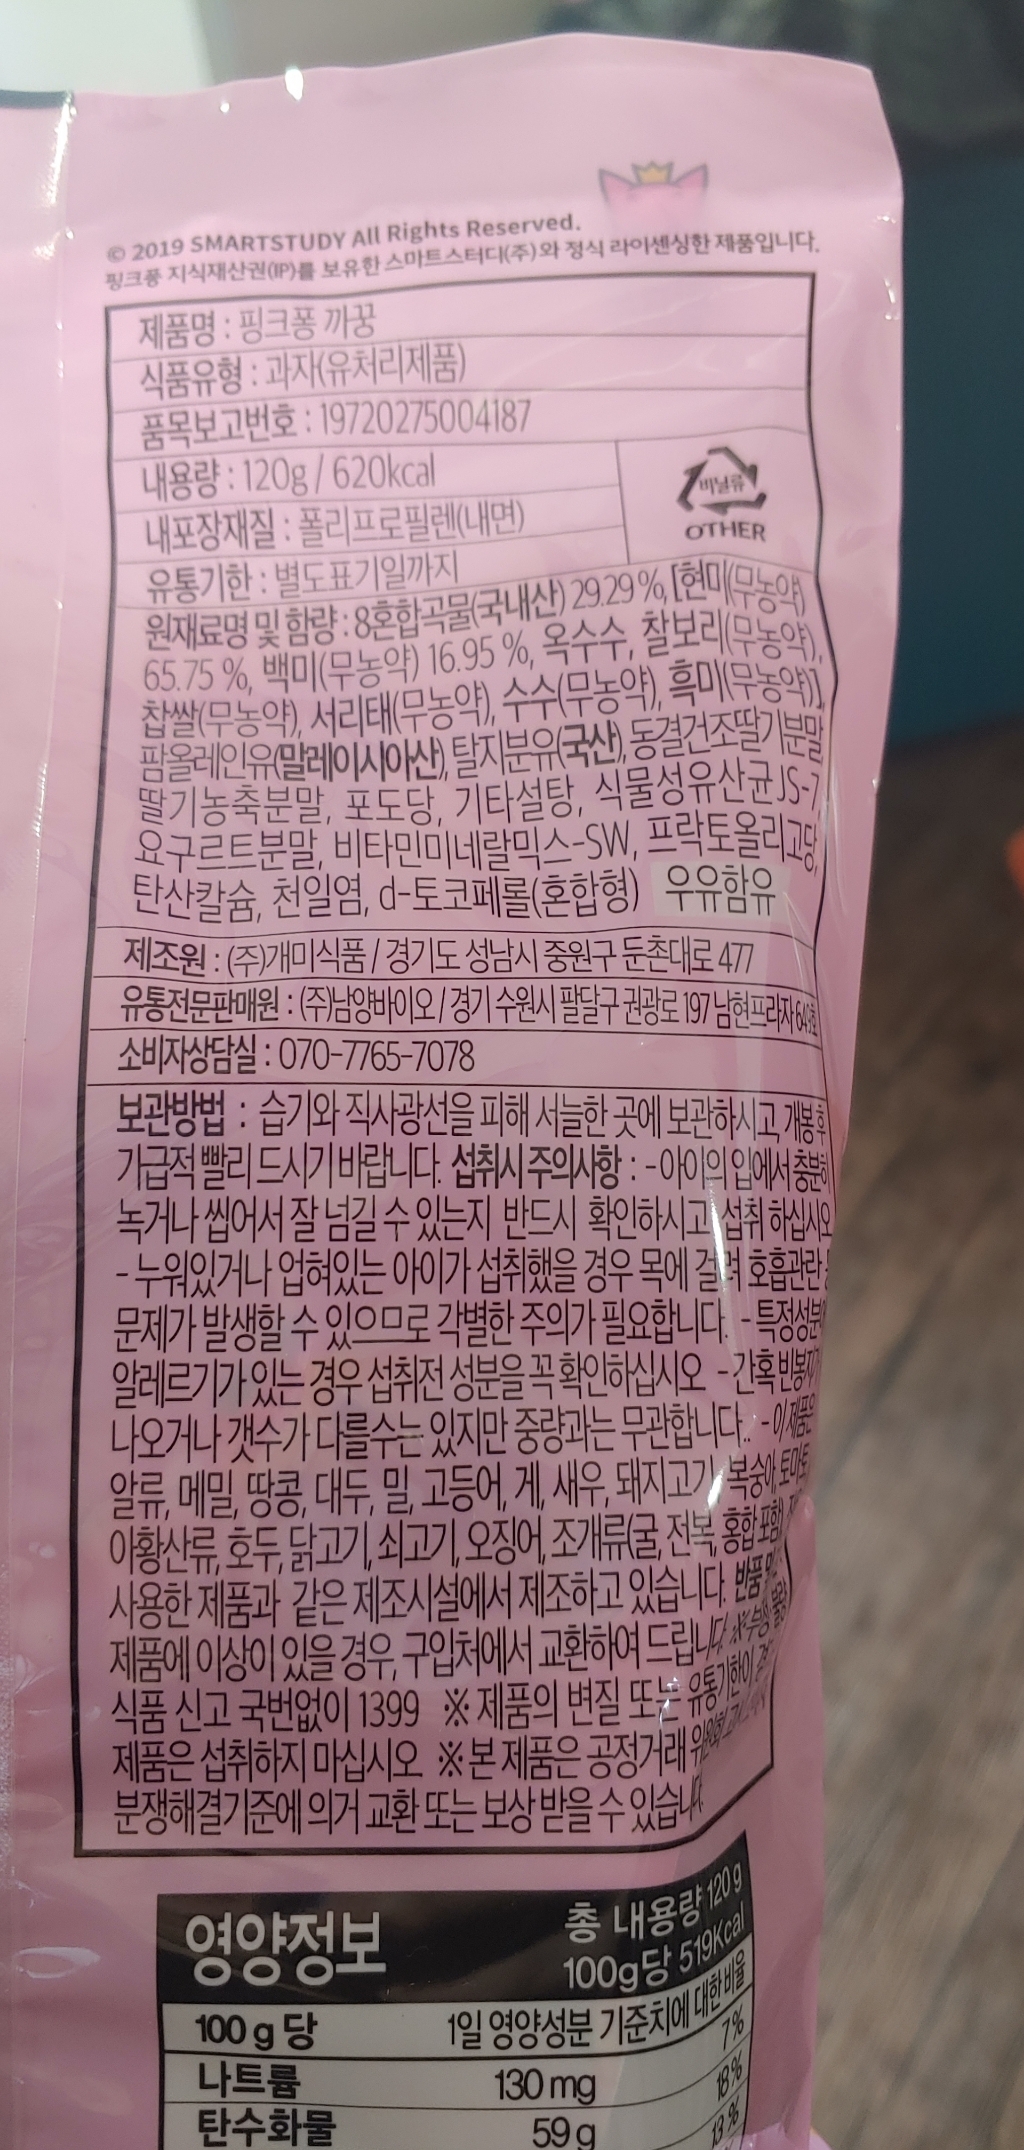 © 2019 SMARTSTUDY All Rights Reserved.
핑크퐁 지식재산권(IP)를 보유한 스마트스터디(주)와 정식 라이센싱한 제품입니다.
제품명 : 핑크퐁 까꿍
식품유형 : 과자(유처리제품)
품목보고번호 : 19720275004187
내용량 : 120g / 620kcal
비닐류
OTHER
내포장재질 : 폴리프로필렌(내면)
유통기한 : 별도표기일까지
원재료명 및 함량 : 8혼합곡물(국내산) 29.29 %, [현미(무농약)
65.75 %, 백미(무농약) 16.95 %, 옥수수, 찰보리(무농약),
찹쌀(무농약), 서리태(무농약), 수수(무농약), 흑미(무농약)],
팜올레인유(말레이시아산), 탈지분유(국산), 동결건조딸기분말,
딸기농축분말, 포도당, 기타설탕, 식물성유산균JS-7,
요구르트분말, 비타민미네랄믹스-SW, 프락토올리고당,
탄산칼슘, 천일염, d-토코페롤(혼합형) 우유함유
제조원 : (주)개미식품 / 경기도 성남시 중원구 둔촌대로 477
유통전문판매원 : (주)남양바이오 / 경기 수원시 팔달구 권광로 197 남현프라자
소비자상담실 : 070-7765-7078
보관방법 : 습기와 직사광선을 피해 서늘한 곳에 보관하시고, 개봉 후
가급적 빨리 드시기 바랍니다. 섭취시 주의사항 : -아이의 입에서 충분히
녹거나 씹어서 잘 넘길 수 있는지 반드시 확인하시고 섭취 하십시오
- 누워있거나 업혀있는 아이가 섭취했을 경우 목에 걸려 호흡곤란
문제가 발생할 수 있으므로 각별한 주의가 필요합니다. -특정성분에
알레르기가 있는 경우 섭취전 성분을 꼭 확인하십시오 -간혹 빈봉지가
나오거나 갯수가 다를수는 있지만 중량과는 무관합니다. -이 제품은
알류, 메밀, 땅콩, 대두, 밀, 고등어, 게, 새우, 돼지고기, 복숭아, 토마토,
아황산류, 호두, 닭고기, 쇠고기, 오징어, 조개류(굴, 전복, 홍합 포함)
사용한 제품과 같은 제조시설에서 제조하고 있습니다. 반품 및
제품에 이상이 있을 경우, 구입처에서 교환하여 드립니다. ※부정 불량
식품 신고 국번없이 1399 ※ 제품의 변질 또는 유통기한이
제품은 섭취하지 마십시오 ※본 제품은 공정거래
분쟁해결기준에 의거 교환 또는 보상 받을 수 있습니다.
영양정보
총 내용량 120 g
100g당 519Kcal
100 g 당 1일 영양성분 기준치에 대한 비율
나트륨 130 mg 7 %
탄수화물 59 g 18 %
13 %